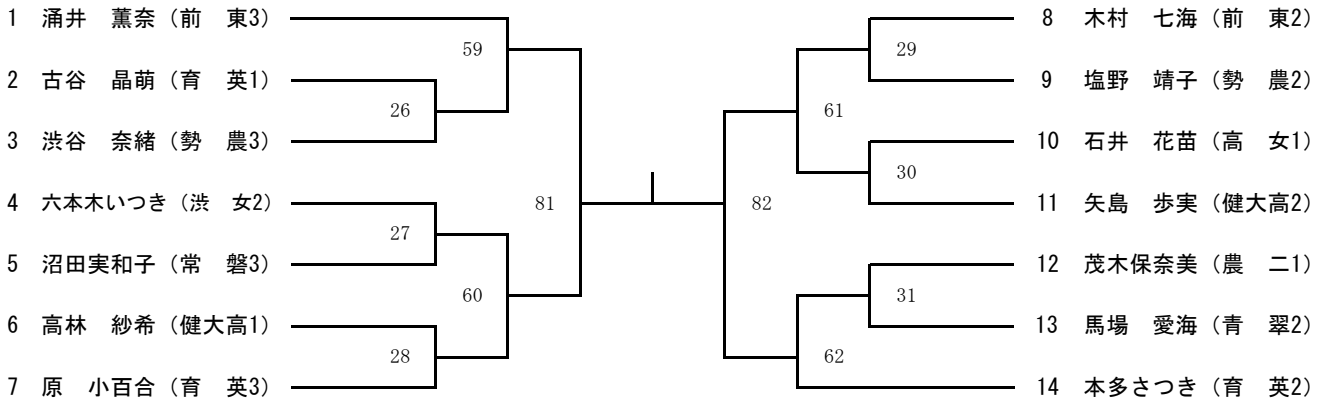 1 涌井 薫奈（前 東3）
59
2 古谷 晶萌（育 英1）
26
3 渋谷 奈緒（勢 農3）
4 六本木いつき（渋 女2）
81
27
5 沼田実和子（常 磐3）
60
6 高林 紗希（健大高1）
28
7 原 小百合（育 英3）
8 木村 七海（前 東2）
29
9 塩野 靖子（勢 農2）
61
10 石井 花苗（高 女1）
30
11 矢島 歩実（健大高2）
82
12 茂木保奈美（農 二1）
31
13 馬場 愛海（青 翠2）
62
14 本多さつき（育 英2）